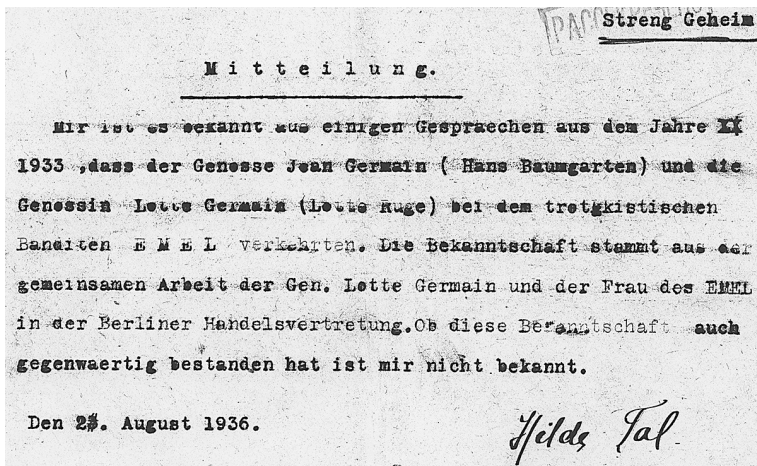 Streng Geheim
Mitteilung.
Mir ist es bekannt aus einigen Gespraechen aus dem Jahre
1933 ,dass der Genosse Jean Germain ( Hans Baumgarten) und die
Genossin Lotte Germain (Lotte Ruge) bei dem trotzkistischen
Banditen E M E L verkehrten. Die Bekanntschaft stammt aus der
gemeinsamen Arbeit der Gen. Lotte Germain und der Frau des EMEL
in der Berliner Handelsvertretung.Ob diese Bekanntschaft auch
gegenwaertig bestanden hat ist mir nicht bekannt.
Den August 1936.
Hilde Tal.